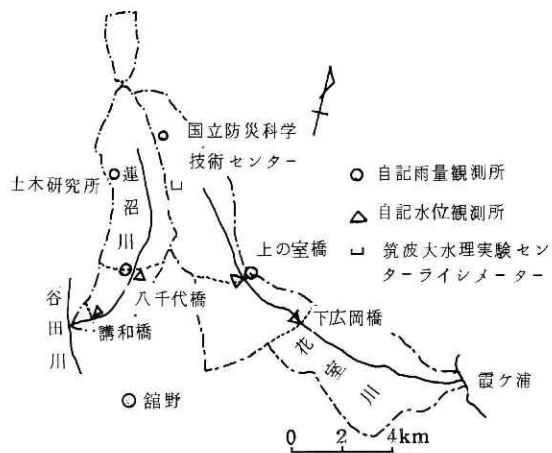 国立防災科学
技術センター
土木研究所
蓮沼川
○ 自記雨量観測所
△ 自記水位観測所
筑波大水理実験セン
ターライシメーター
上の室橋
八千代橋
谷田川
講和橋
下広岡橋
花室川
霞ケ浦
舘野
0 2 4km